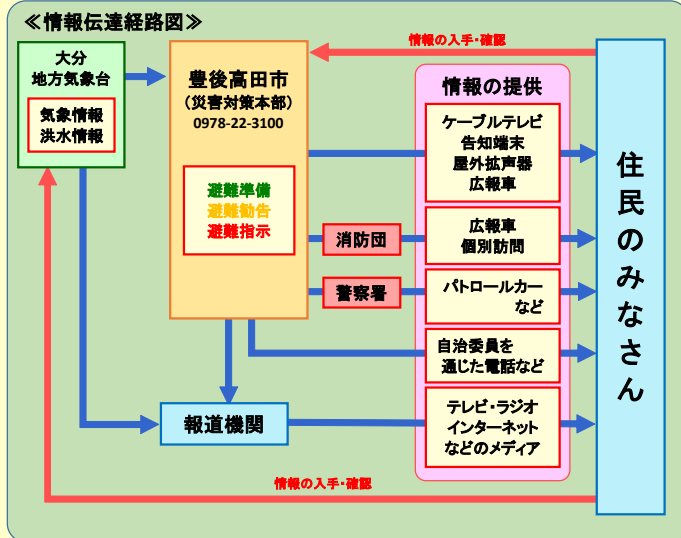 ≪情報伝達経路図≫
大分
地方気象台
気象情報
洪水情報
豊後高田市
(災害対策本部)
0978-22-3100
避難準備
避難勧告
避難指示
情報の入手・確認
情報の提供
ケーブルテレビ
告知端末
屋外拡声器
広報車
消防団
広報車
個別訪問
警察署
パトロールカー
など
自治委員を
通じた電話など
報道機関
テレビ・ラジオ
インターネット
などのメディア
住民のみなさん
情報の入手・確認